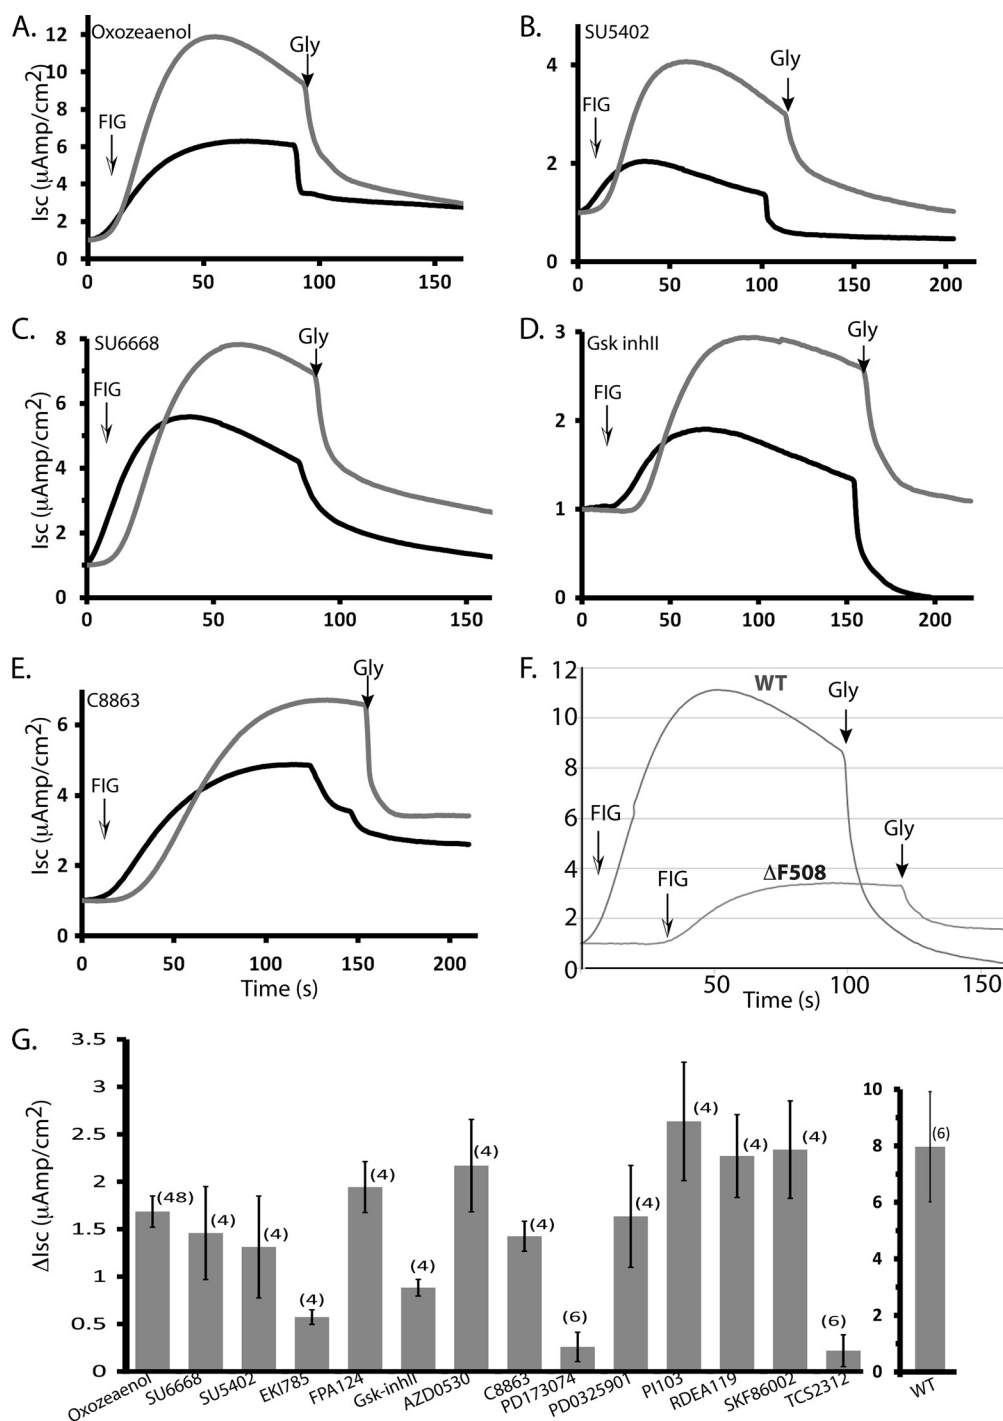 A.
Oxozeaenol
Isc (µAmp/cm2)
12
10
8
6
4
2
0
FIG
Gly
0
50
100
150
B.
SU5402
4
2
0
FIG
Gly
0
50
100
150
200
C.
SU6668
Isc (µAmp/cm2)
8
6
4
2
0
FIG
Gly
0
50
100
150
D.
Gsk inhII
3
2
1
0
FIG
Gly
0
50
100
150
200
E.
C8863
Isc (µAmp/cm2)
6
4
2
0
FIG
Gly
0
50
100
150
200
Time (s)
F.
12
10
8
6
4
2
0
WT
Gly
FIG
FIG
ΔF508
Gly
50
100
150
Time (s)
G.
ΔIsc (µAmp/cm2)
3.5
3
2.5
2
1.5
1
0.5
0
(48)
(4)
(4)
(4)
(4)
(4)
(4)
(4)
(6)
(4)
(4)
(4)
(4)
(6)
Oxozeaenol
SU6668
SU5402
EKI785
FPA124
Gsk-inhII
AZD0530
C8863
PD173074
PD0325901
PI103
RDEA119
SKF86002
TCS2312
10
8
6
4
2
0
(6)
WT